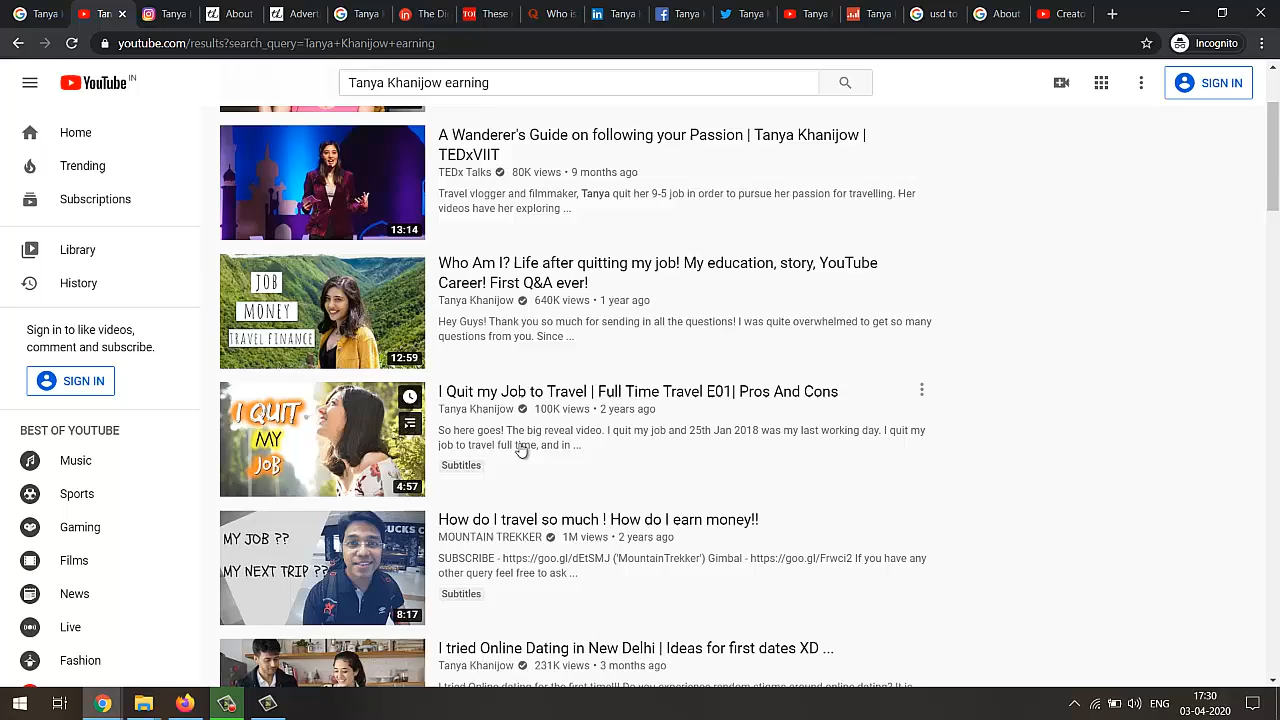 Tanya
Tan
Tanya
About
Advert
Tanya
The Di
TOI These
Who is
Tanya
Tanya
Tanya
Tanya
Tanya
usd to
About
Creato
youtube.com/results?search_query=Tanya+Khanijow+earning
Incognito
YouTube IN
Tanya Khanijow earning
SIGN IN
Home
Trending
Subscriptions
Library
History
Sign in to like videos,
comment and subscribe.
SIGN IN
BEST OF YOUTUBE
Music
Sports
Gaming
Films
News
Live
Fashion
13:14
A Wanderer's Guide on following your Passion | Tanya Khanijow |
TEDxVIIT
TEDx Talks 80K views • 9 months ago
Travel vlogger and filmmaker, Tanya quit her 9-5 job in order to pursue her passion for travelling. Her
videos have her exploring ...
JOB
MONEY
TRAVEL FINANCE
12:59
Who Am I? Life after quitting my job! My education, story, YouTube
Career! First Q&A ever!
Tanya Khanijow 640K views • 1 year ago
Hey Guys! Thank you so much for sending in all the questions! I was quite overwhelmed to get so many
questions from you. Since ...
I QUIT
MY
JOB
4:57
I Quit my Job to Travel | Full Time Travel E01| Pros And Cons
Tanya Khanijow 100K views • 2 years ago
So here goes! The big reveal video. I quit my job and 25th Jan 2018 was my last working day. I quit my
job to travel full time, and in ...
Subtitles
MY JOB ??
MY NEXT TRIP ??
UCKS C
8:17
How do I travel so much ! How do I earn money!!
MOUNTAIN TREKKER 1M views • 2 years ago
SUBSCRIBE - https://goo.gl/dEtSMJ ('MountainTrekker') Gimbal - https://goo.gl/Frwci2 If you have any
other query feel free to ask ...
Subtitles
I tried Online Dating in New Delhi | Ideas for first dates XD ...
Tanya Khanijow 231K views • 3 months ago
ENG
17:30
03-04-2020